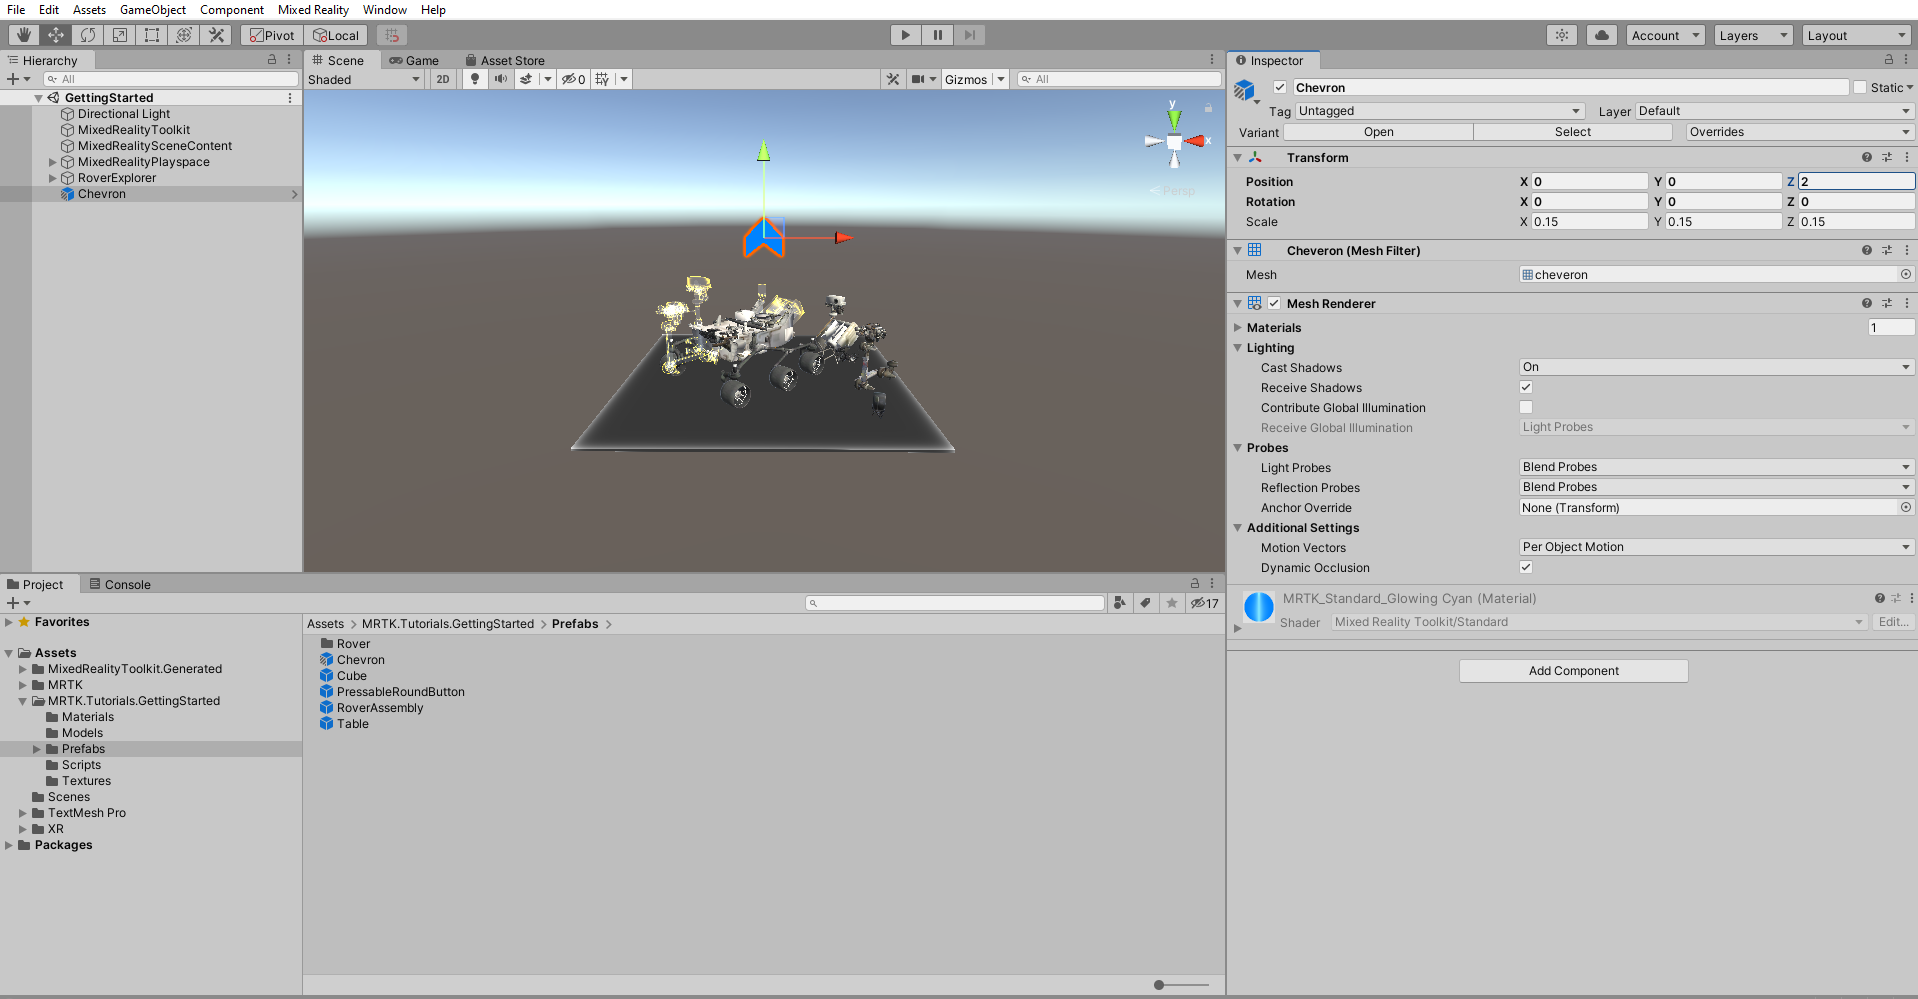 File Edit Assets GameObject Component Mixed Reality Window Help
Pivot Local Account Layers Layout
Hierarchy
All
GettingStarted
Directional Light
MixedRealityToolkit
MixedRealitySceneContent
MixedRealityPlayspace
RoverExplorer
Chevron
Scene Game Asset Store
Shaded 2D 0 Gizmos All
y
x
Persp
Inspector
Chevron Static
Tag Untagged Layer Default
Variant Open Select Overrides
Transform
Position X 0 Y 0 Z 2
Rotation X 0 Y 0 Z 0
Scale X 0.15 Y 0.15 Z 0.15
Cheveron (Mesh Filter)
Mesh cheveron
Mesh Renderer
Materials 1
Lighting
Cast Shadows On
Receive Shadows
Contribute Global Illumination
Receive Global Illumination Light Probes
Probes
Light Probes Blend Probes
Reflection Probes Blend Probes
Anchor Override None (Transform)
Additional Settings
Motion Vectors Per Object Motion
Dynamic Occlusion
MRTK_Standard_Glowing Cyan (Material)
Shader Mixed Reality Toolkit/Standard Edit...
Add Component
Project Console
17
Favorites
Assets
MixedRealityToolkit.Generated
MRTK
MRTK.Tutorials.GettingStarted
Materials
Models
Prefabs
Scripts
Textures
Scenes
TextMesh Pro
XR
Packages
Assets > MRTK.Tutorials.GettingStarted > Prefabs >
Rover
Chevron
Cube
PressableRoundButton
RoverAssembly
Table